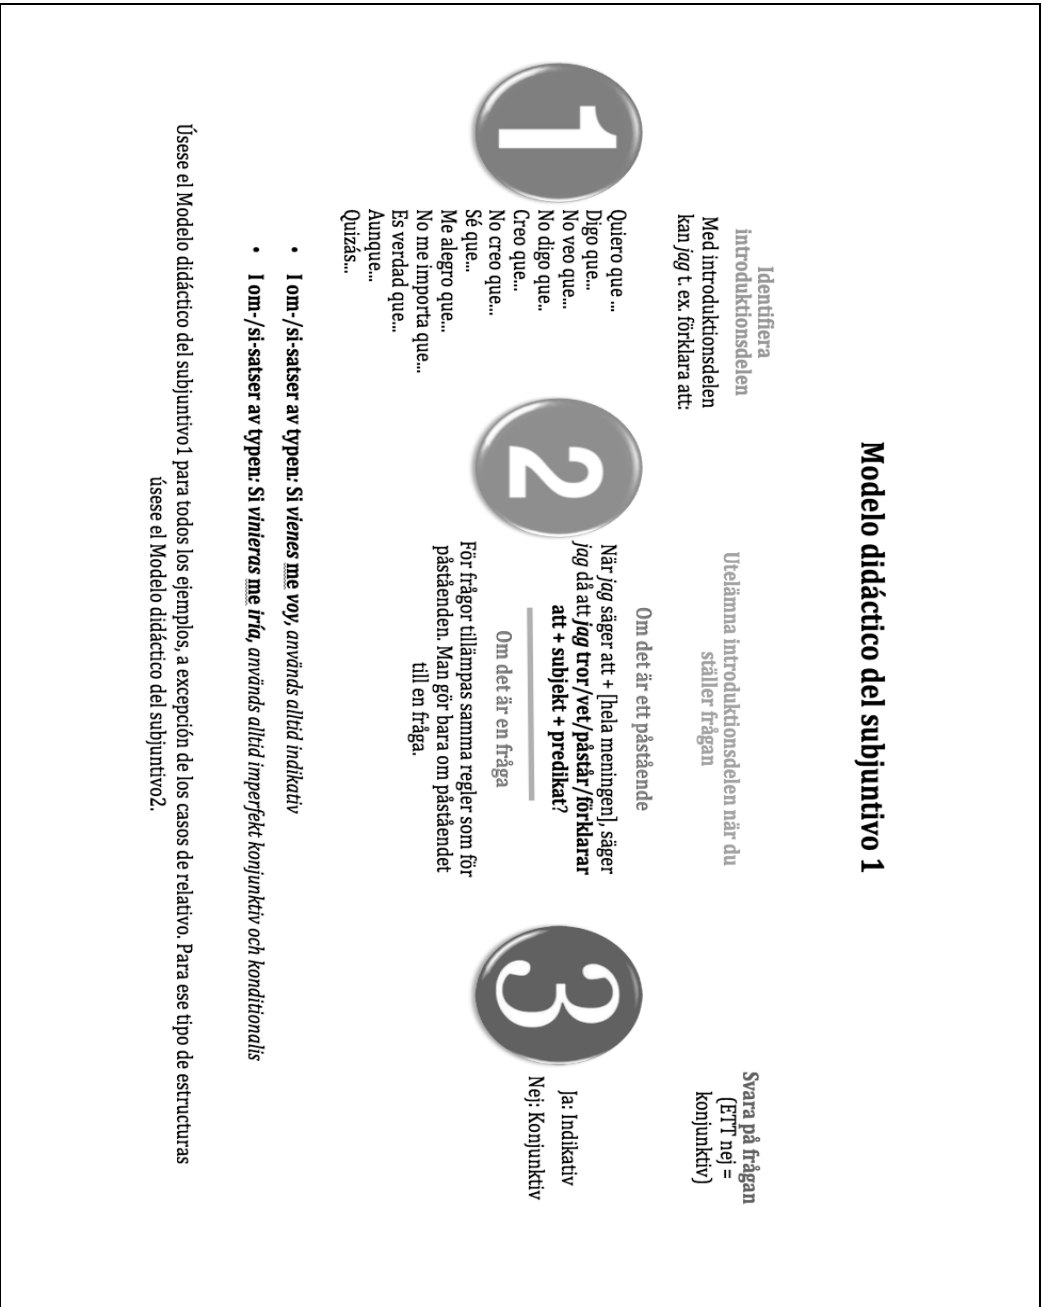 Modelo didáctico del subjuntivo 1
Identifiera
introduktionsdelen
Med introduktionsdelen
kan jag t. ex. förklara att:
1
Quiero que ...
Digo que...
No veo que...
No digo que..
Creo que...
No creo que...
Sé que...
Me alegro que...
No me importa que...
Es verdad que...
Aunque...
Quizás...
Utelämna introduktionsdelen när du
ställer frågan
2
Om det är ett påstående
När jag säger att + [hela meningen], säger
jag då att jag tror/vet/påstår/förklarar
att + subjekt + predikat?
Om det är en fråga
För frågor tillämpas samma regler som för
påståenden. Man gör bara om påståendet
till en fråga.
Svara på frågan
(ETT nej =
konjunktiv)
3
Ja: Indikativ
Nej: Konjunktiv
• I om-/si-satser av typen: Si vienes me voy, används alltid indikativ
• I om-/si-satser av typen: Si vinieras me iría, används alltid imperfekt konjunktiv och konditionalis
Úsese el Modelo didáctico del subjuntivo1 para todos los ejemplos, a excepción de los casos de relativo. Para ese tipo de estructuras
úsese el Modelo didáctico del subjuntivo2.